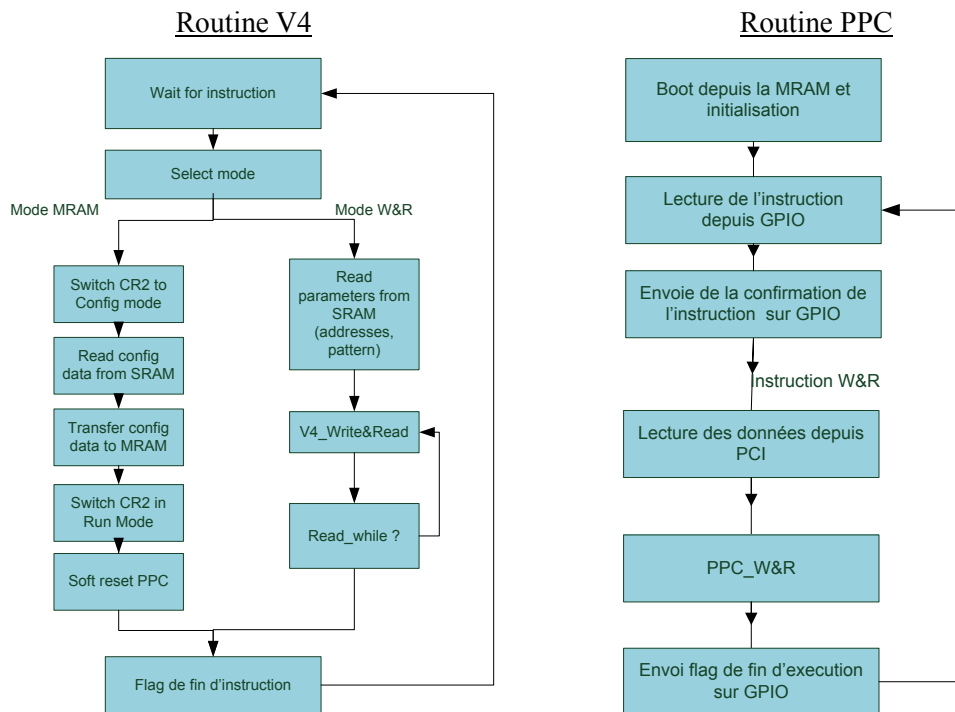 Routine V4
Wait for instruction
Select mode
Mode MRAM
Mode W&R
Switch CR2 to
Config mode
Read config
data from SRAM
Transfer config
data to MRAM
Switch CR2 in
Run Mode
Soft reset PPC
Read
parameters from
SRAM
(addresses,
pattern)
V4_Write&Read
Read_while ?
Flag de fin d'instruction
Routine PPC
Boot depuis la MRAM et
initialisation
Lecture de l'instruction
depuis GPIO
Envoie de la confirmation de
l'instruction sur GPIO
Instruction W&R
Lecture des données depuis
PCI
PPC_W&R
Envoi flag de fin d'execution
sur GPIO